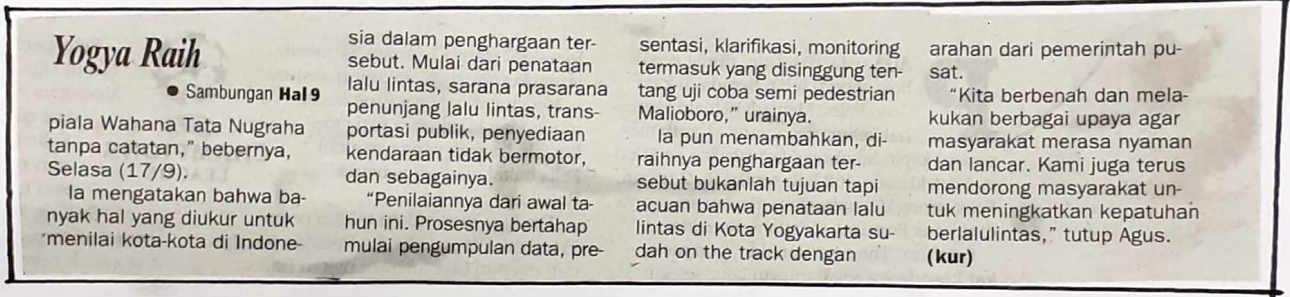 Yogya Raih
● Sambungan Hal 9
piala Wahana Tata Nugraha
tanpa catatan,” bebernya,
Selasa (17/9).
Ia mengatakan bahwa ba-
nyak hal yang diukur untuk
menilai kota-kota di Indone-
sia dalam penghargaan ter-
sebut. Mulai dari penataan
lalu lintas, sarana prasarana
penunjang lalu lintas, trans-
portasi publik, penyediaan
kendaraan tidak bermotor,
dan sebagainya.
“Penilaiannya dari awal ta-
hun ini. Prosesnya bertahap
mulai pengumpulan data, pre-
sentasi, klarifikasi, monitoring
termasuk yang disinggung ten-
tang uji coba semi pedestrian
Malioboro,” urainya.
Ia pun menambahkan, di-
raihnya penghargaan ter-
sebut bukanlah tujuan tapi
acuan bahwa penataan lalu
lintas di Kota Yogyakarta su-
dah on the track dengan
arahan dari pemerintah pu-
sat.
“Kita berbenah dan mela-
kukan berbagai upaya agar
masyarakat merasa nyaman
dan lancar. Kami juga terus
mendorong masyarakat un-
tuk meningkatkan kepatuhan
berlalulintas,” tutup Agus.
(kur)